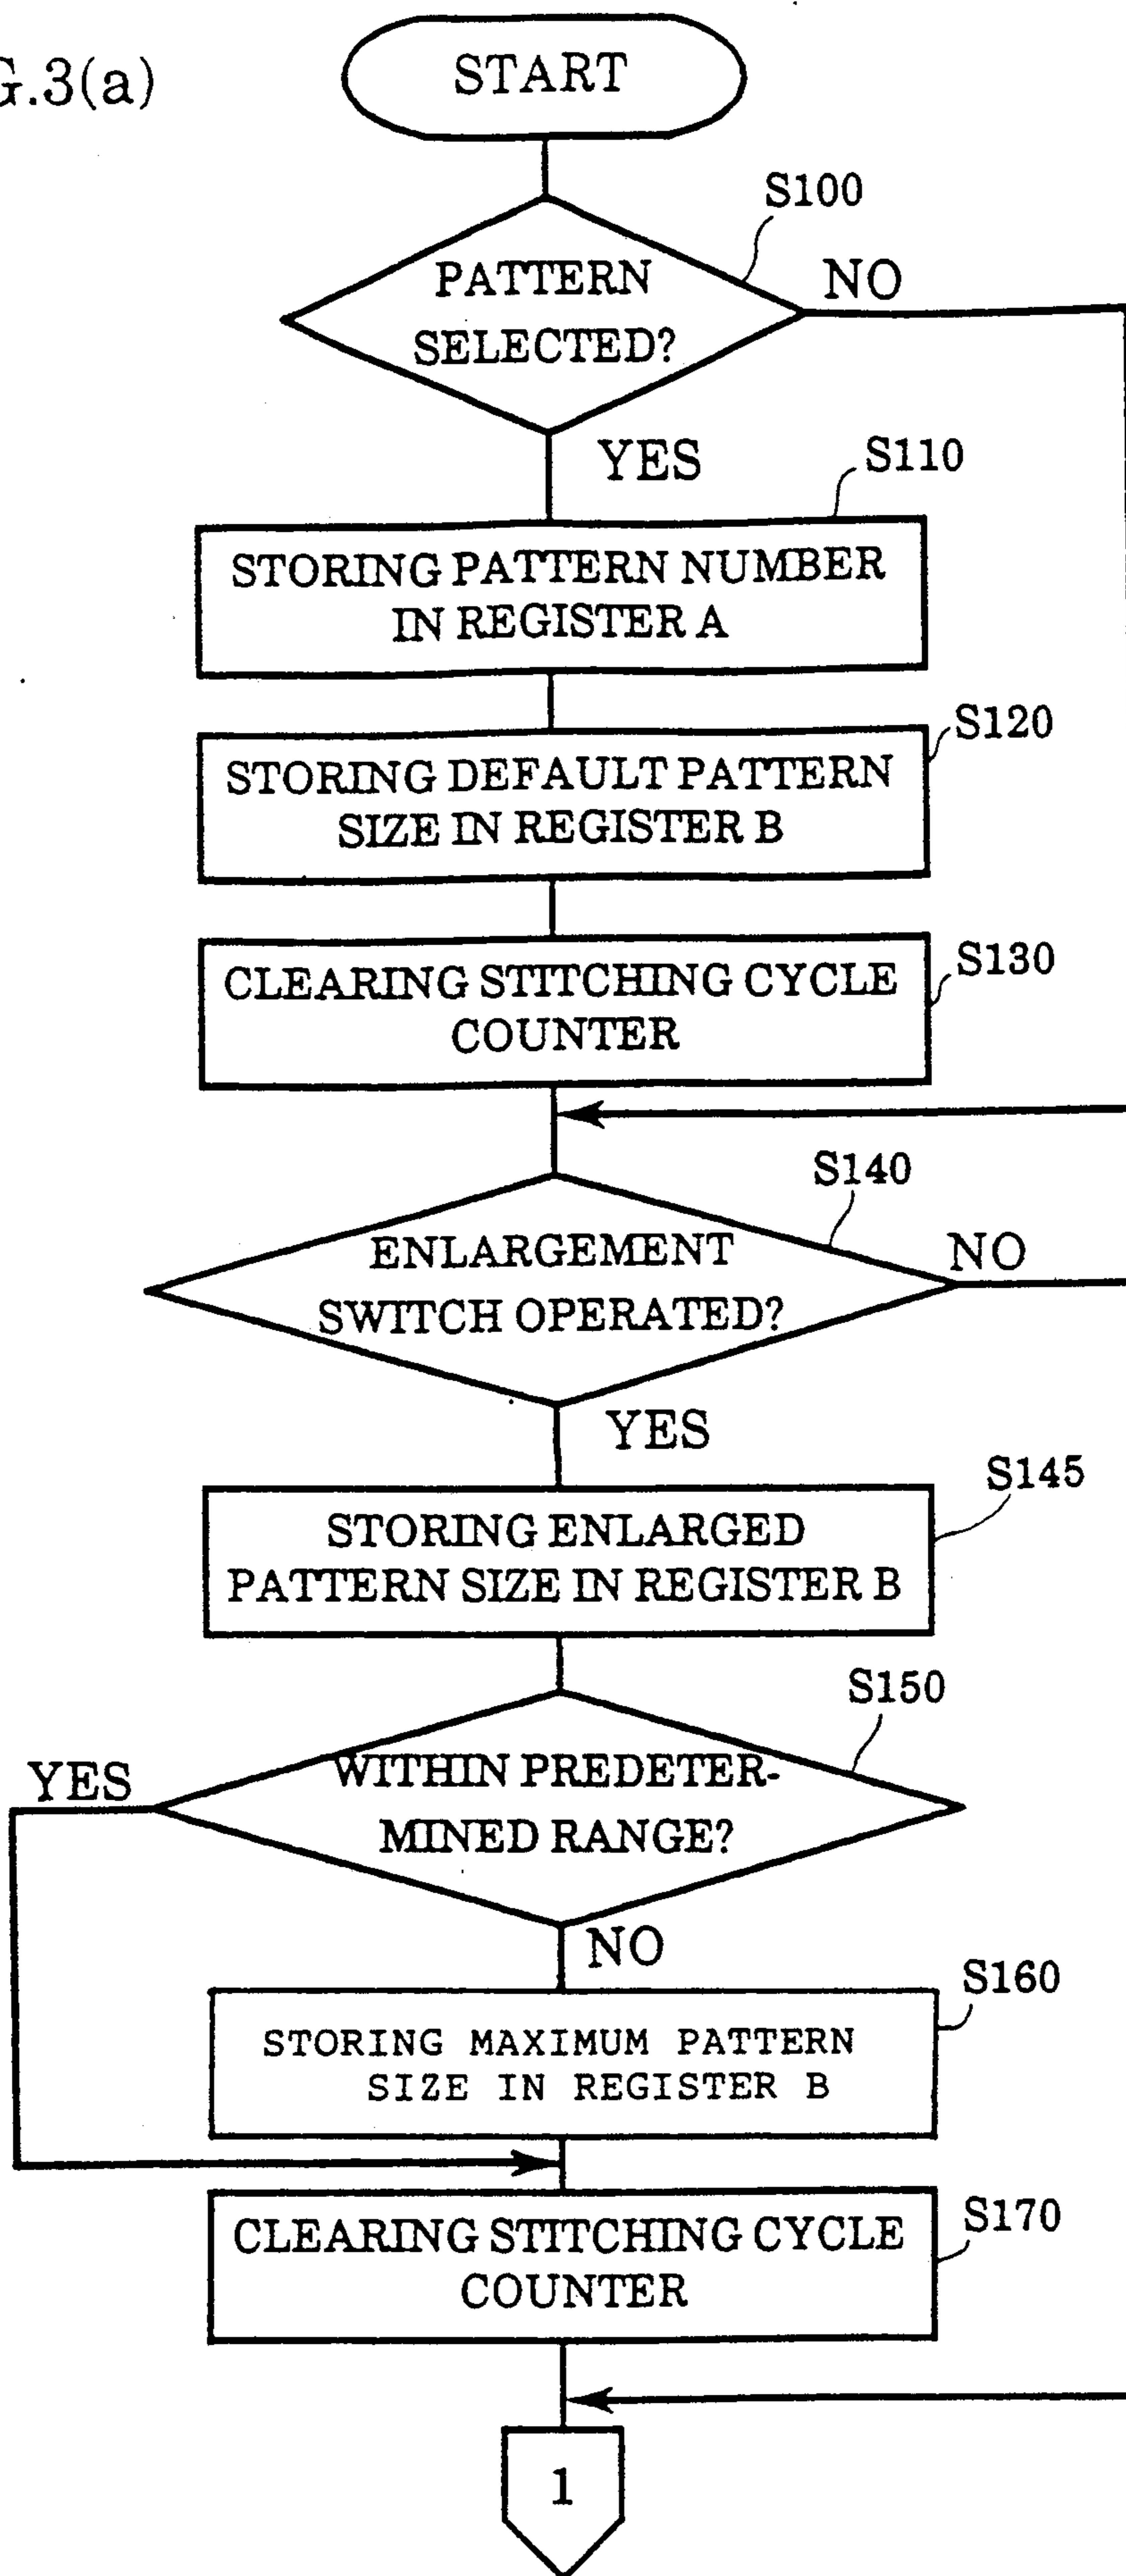 G.3(a)
START
S100
PATTERN
SELECTED?
NO
YES
S110
STORING PATTERN NUMBER
IN REGISTER A
S120
STORING DEFAULT PATTERN
SIZE IN REGISTER B
S130
CLEARING STITCHING CYCLE
COUNTER
S140
ENLARGEMENT
SWITCH OPERATED?
NO
YES
S145
STORING ENLARGED
PATTERN SIZE IN REGISTER B
S150
YES
WITHIN PREDETER-
MINED RANGE?
NO
S160
STORING MAXIMUM PATTERN
SIZE IN REGISTER B
S170
CLEARING STITCHING CYCLE
COUNTER
1